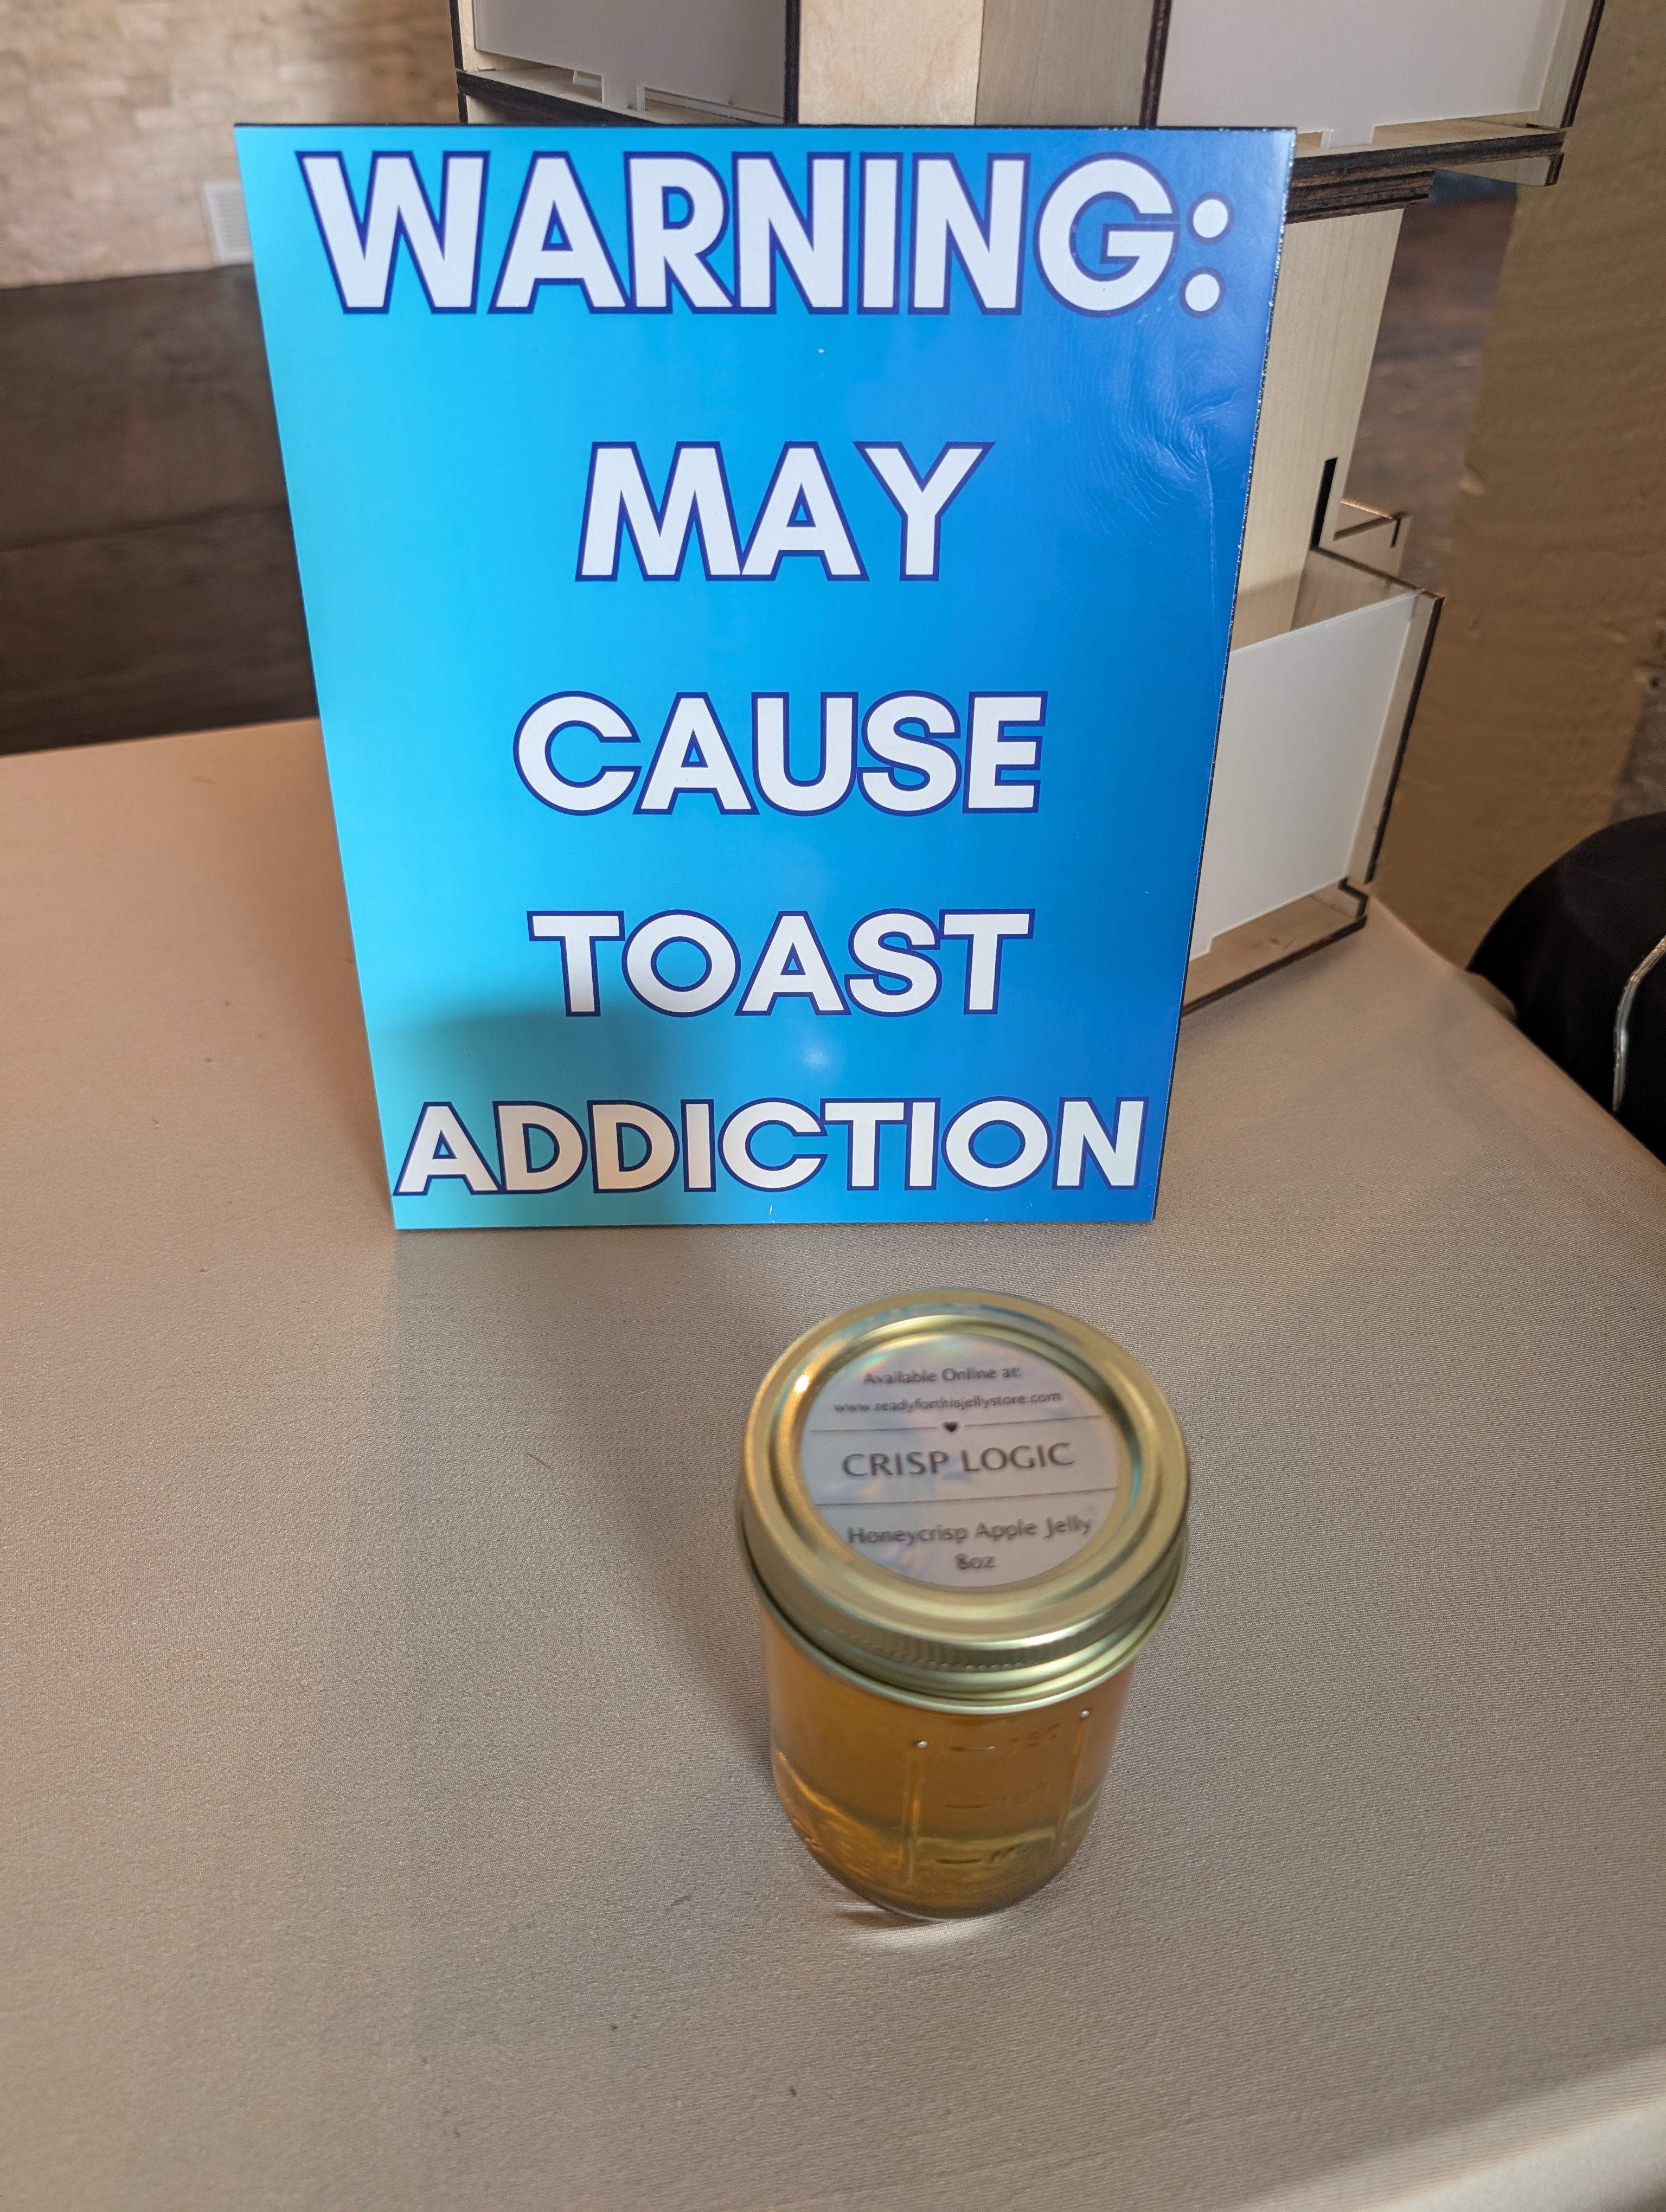 WARNING:
MAY
CAUSE
TOAST
ADDICTION
Available Online at:
www.readyforthisjellystore.com
CRISP LOGIC
Honeycrisp Apple Jelly
8oz